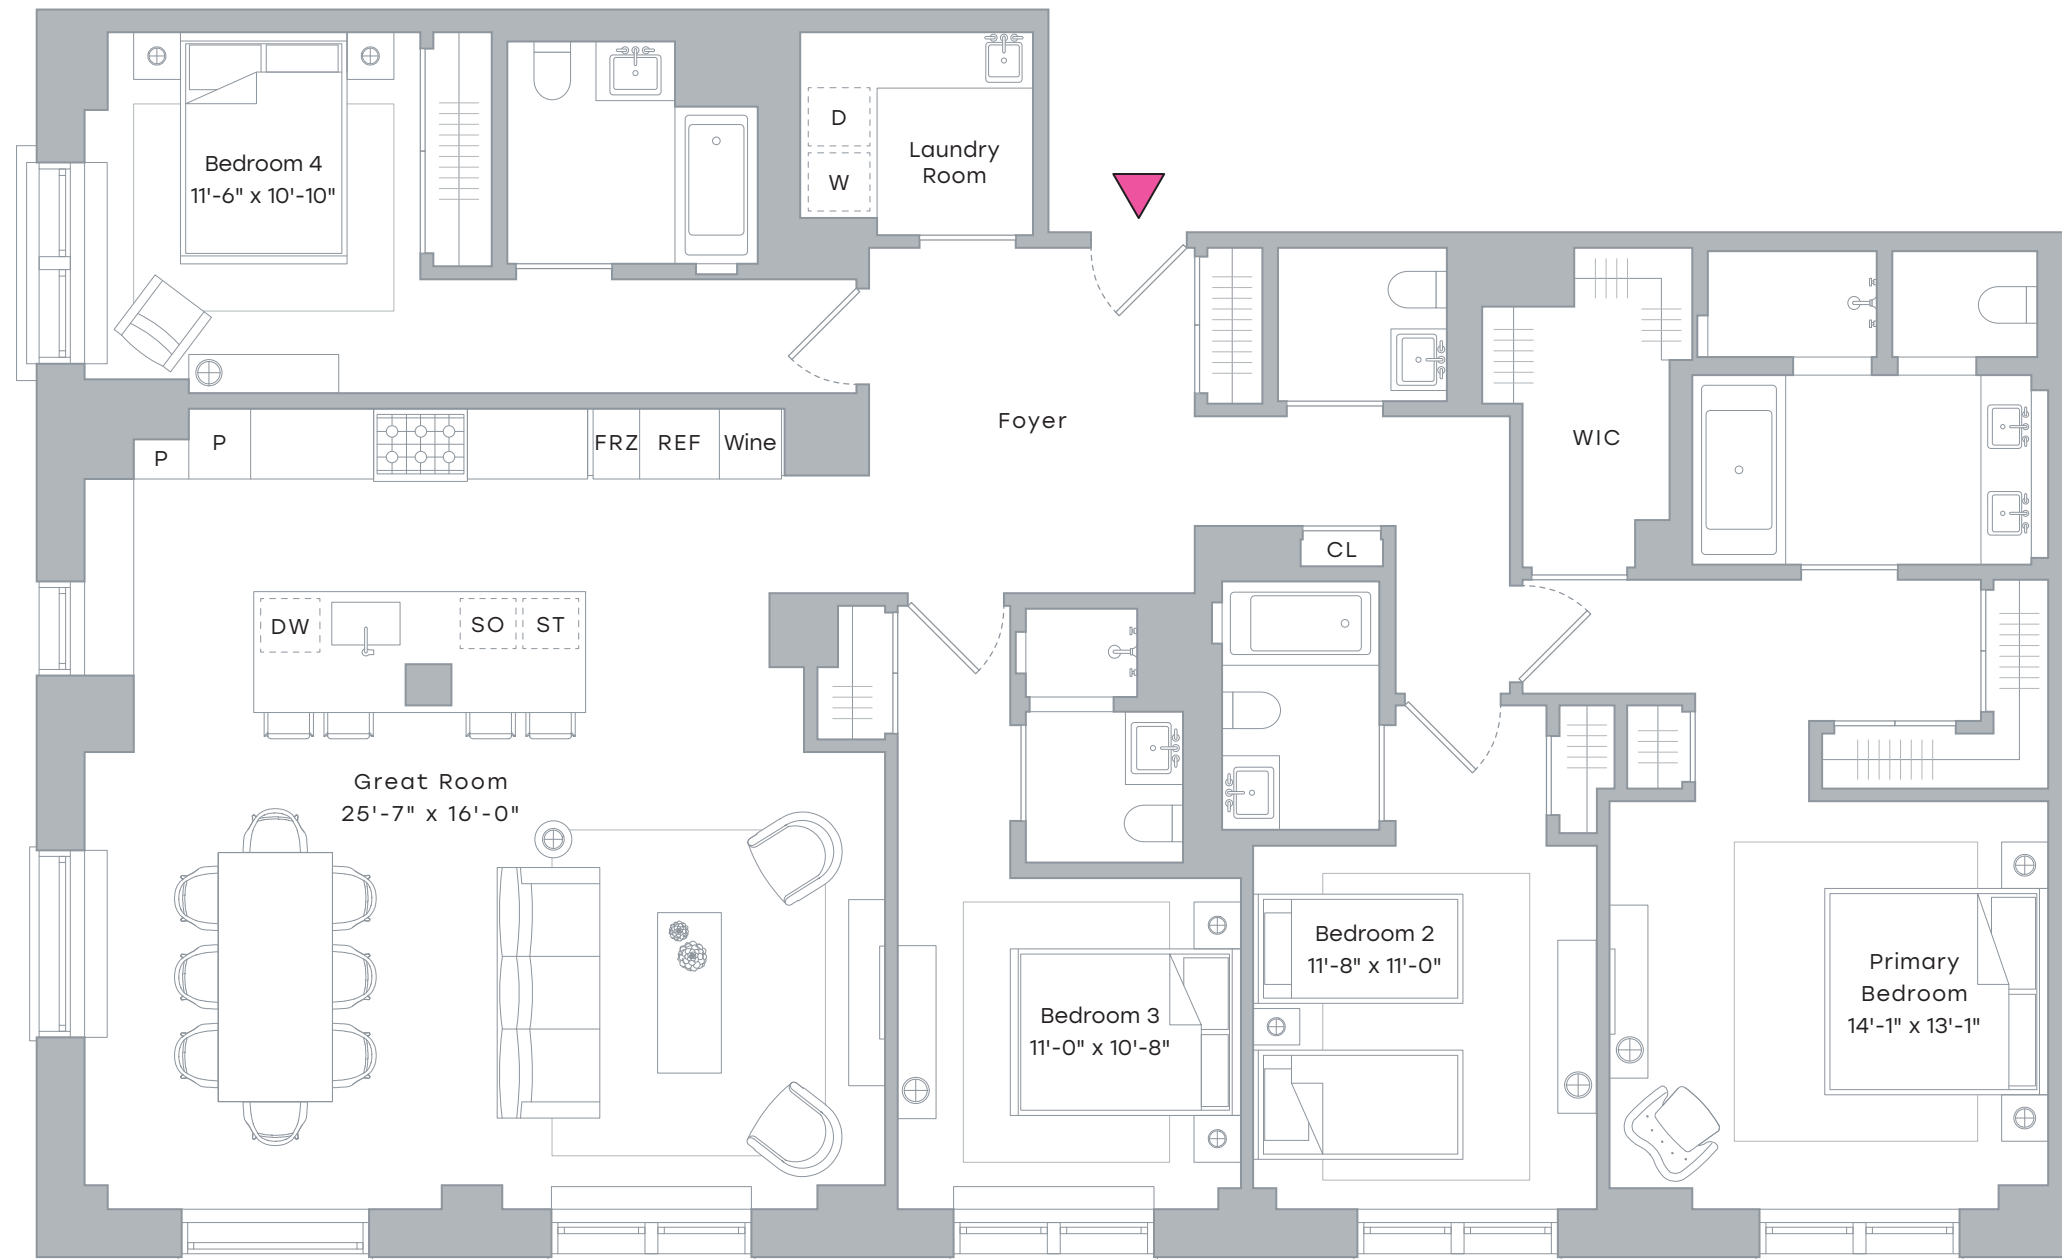 Bedroom 4
11'-6" x 10'-10"
D
W
Laundry
Room
Foyer
P
P
FRZ
REF
Wine
WIC
CL
DW
SO
ST
Great Room
25'-7" x 16'-0"
Bedroom 3
11'-0" x 10'-8"
Bedroom 2
11'-8" x 11'-0"
Primary
Bedroom
14'-1" x 13'-1"